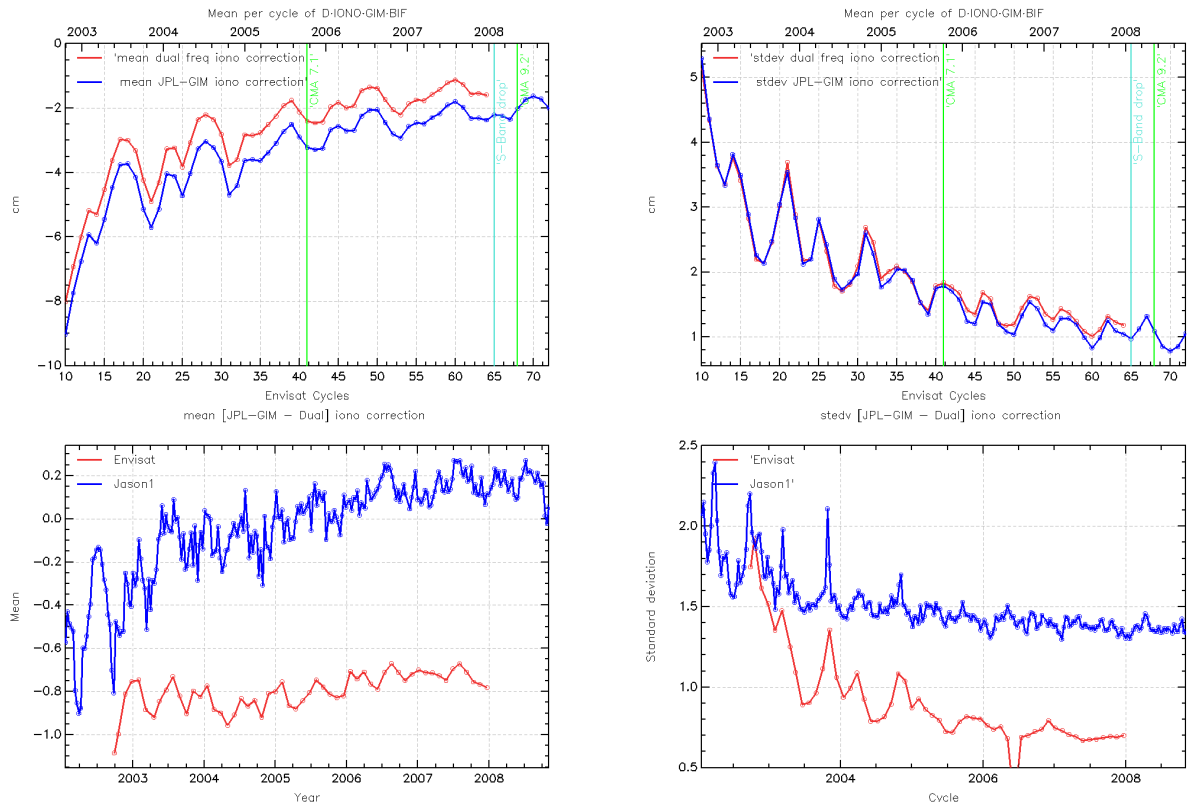 Mean per cycle of D-IONO-GIM-BIF
2003 2004 2005 2006 2007 2008
0
−2
−4
−6
−8
−10
cm
'mean dual freq iono correction'
mean JPL−GIM iono correction'
'CMA 7.1'
'S−Band drop'
'CMA 9.2'
10 15 20 25 30 35 40 45 50 55 60 65 70
Envisat Cycles
Mean per cycle of D-IONO-GIM-BIF
2003 2004 2005 2006 2007 2008
5
4
3
2
1
cm
'stdev dual freq iono correction
stdev JPL−GIM iono correction'
'CMA 7.1'
'S−Band drop'
'CMA 9.2'
10 15 20 25 30 35 40 45 50 55 60 65 70
Envisat Cycles
mean [JPL−GIM − Dual] iono correction
0.2
0.0
−0.2
−0.4
−0.6
−0.8
−1.0
Mean
Envisat
Jason1
2003 2004 2005 2006 2007 2008
Year
stedv [JPL−GIM − Dual] iono correction
2.5
2.0
1.5
1.0
0.5
Standard deviation
'Envisat
Jason1'
2004 2006 2008
Cycle